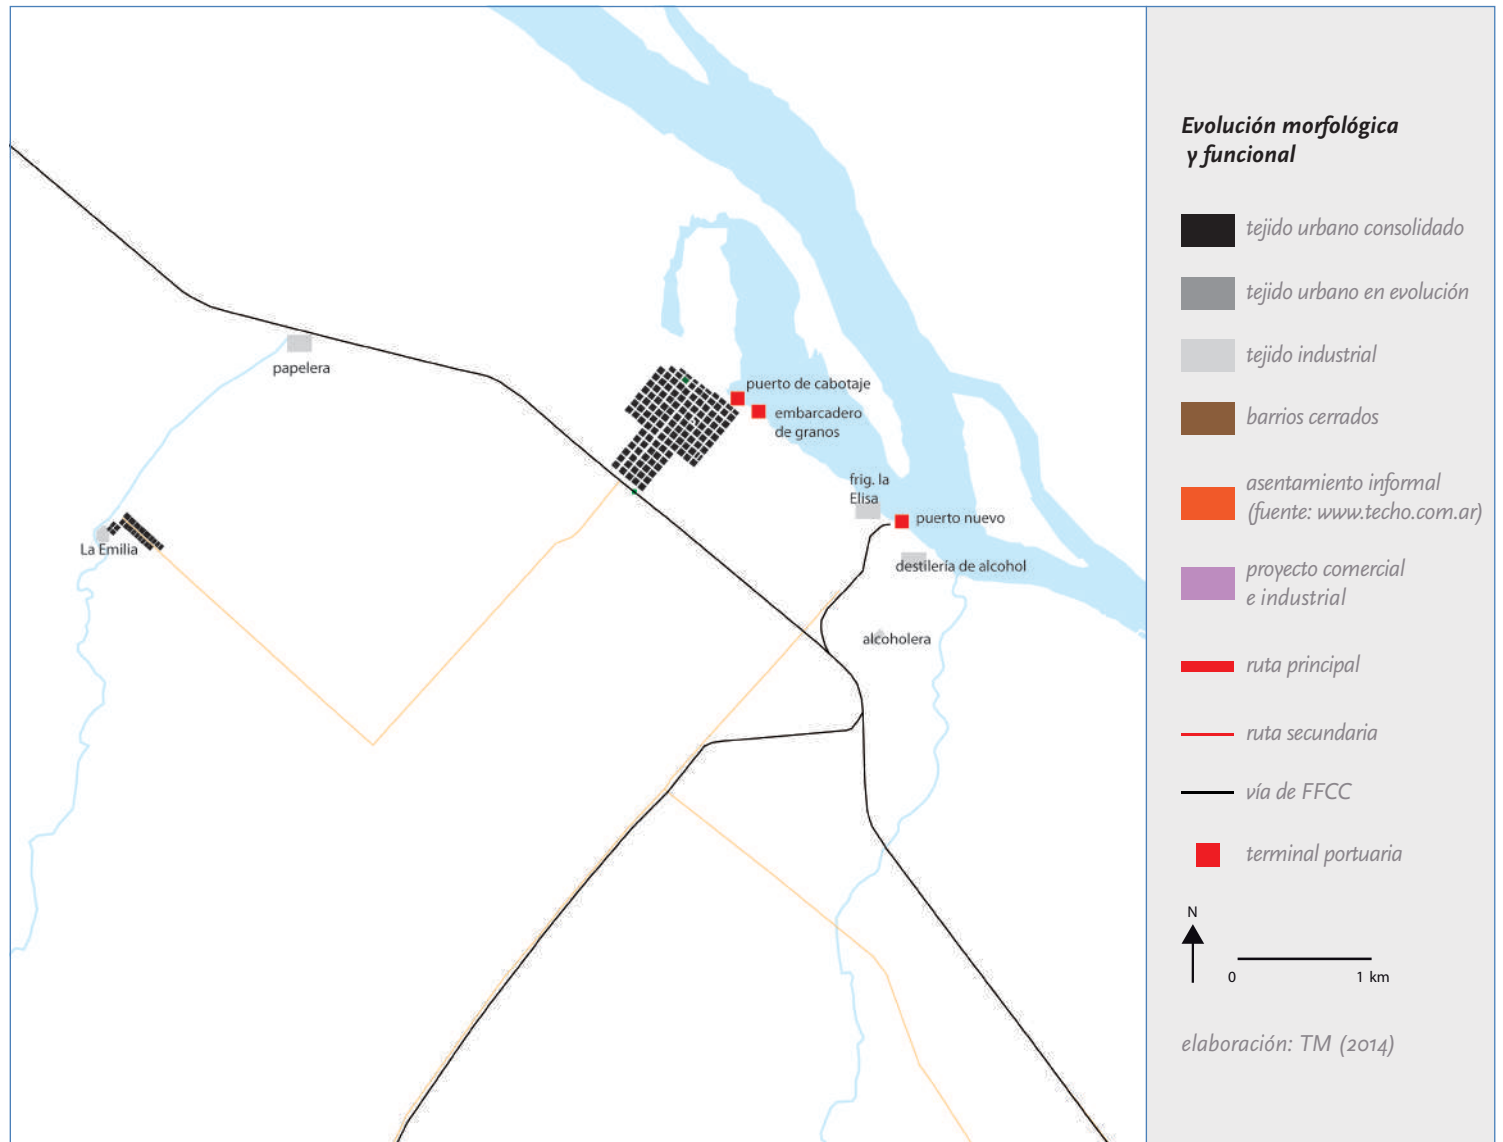 papelera
La Emilia
puerto de cabotaje
embarcadero
de granos
frig. la
Elisa
puerto nuevo
destilería de alcohol
alcoholera
Evolución morfológica
y funcional
tejido urbano consolidado
tejido urbano en evolución
tejido industrial
barrios cerrados
asentamiento informal
(fuente: www.techo.com.ar)
proyecto comercial
e industrial
ruta principal
ruta secundaria
vía de FFCC
terminal portuaria
N
0 1 km
elaboración: TM (2014)